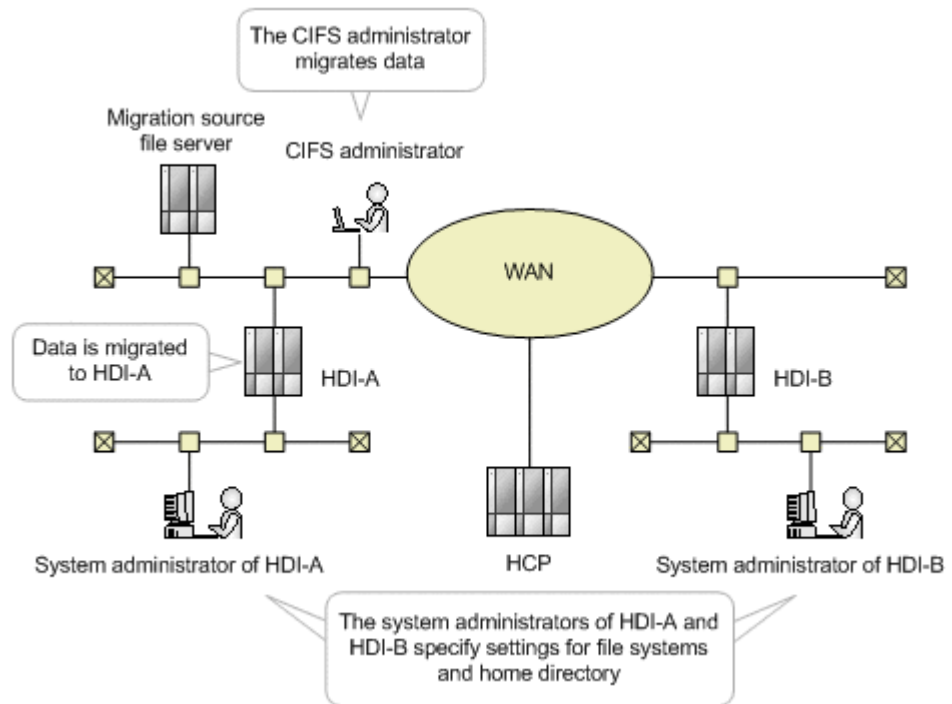 The CIFS administrator
migrates data
Migration source
file server
CIFS administrator
WAN
Data is migrated
to HDI-A
HDI-A
HDI-B
System administrator of HDI-A
HCP
System administrator of HDI-B
The system administrators of HDI-A and
HDI-B specify settings for file systems
and home directory